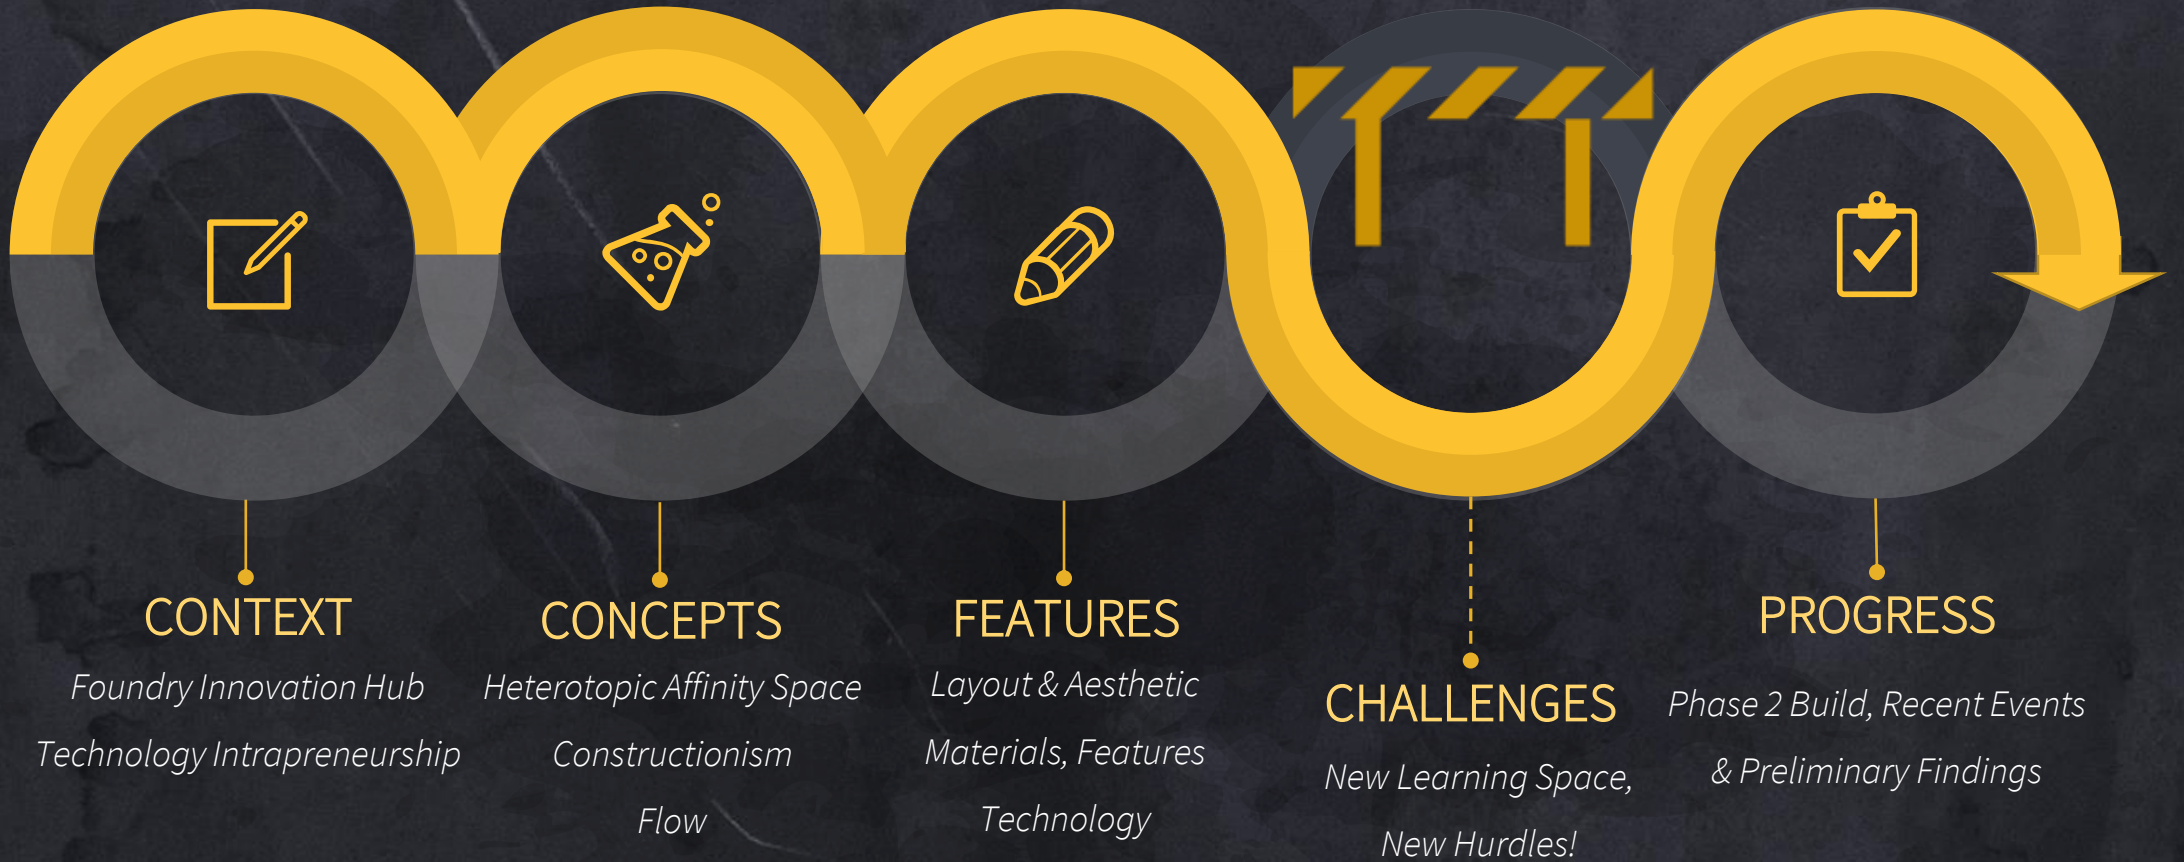 CONTEXT
Foundry Innovation Hub
Technology Intrapreneurship
CONCEPTS
Heterotopic Affinity Space
Constructionism
Flow
FEATURES
Layout & Aesthetic
Materials, Features
Technology
CHALLENGES
New Learning Space,
New Hurdles!
PROGRESS
Phase 2 Build, Recent Events
& Preliminary Findings